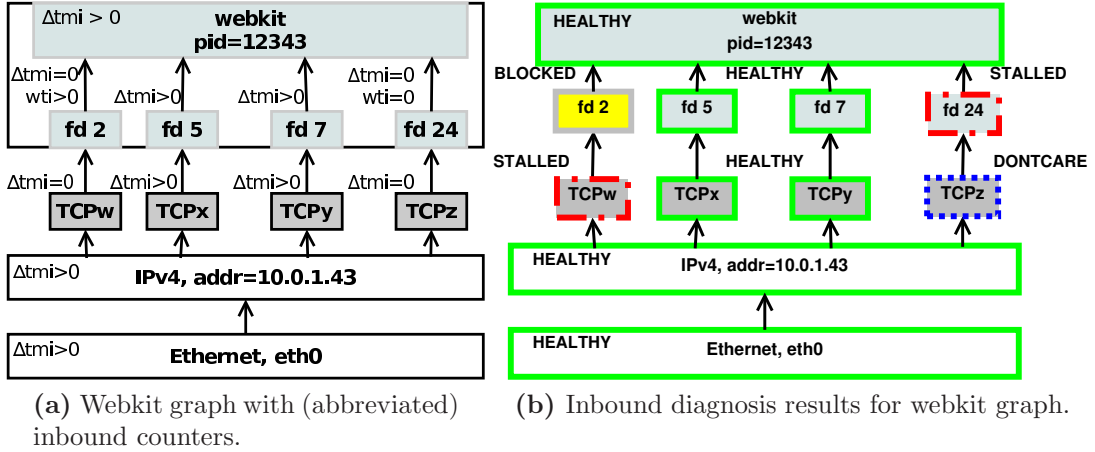 Δtmi > 0
webkit
pid=12343
Δtmi=0
wti>0
Δtmi>0
Δtmi>0
Δtmi=0
wti=0
fd 2
fd 5
fd 7
fd 24
Δtmi=0
Δtmi>0
Δtmi>0
Δtmi=0
TCPw
TCPx
TCPy
TCPz
Δtmi>0
IPv4, addr=10.0.1.43
Δtmi>0
Ethernet, eth0
(a) Webkit graph with (abbreviated)
inbound counters.
HEALTHY
webkit
pid=12343
BLOCKED
HEALTHY
STALLED
fd 2
fd 5
fd 7
fd 24
STALLED
HEALTHY
DONTCARE
TCPw
TCPx
TCPy
TCPz
HEALTHY
IPv4, addr=10.0.1.43
HEALTHY
Ethernet, eth0
(b) Inbound diagnosis results for webkit graph.